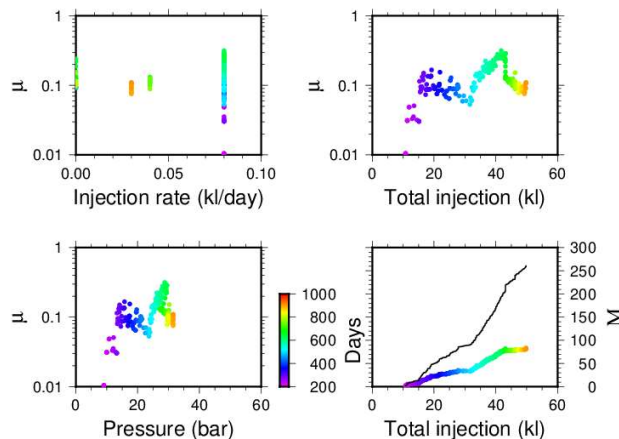 1
0.1
0.01
μ
0.00 0.05 0.10
Injection rate (kl/day)
1
0.1
0.01
μ
0 20 40 60
Total injection (kl)
1
0.1
0.01
μ
0 20 40 60
Pressure (bar)
1000
800
600
400
200
Days
300
250
200
150
100
50
0
M
0 20 40 60
Total injection (kl)